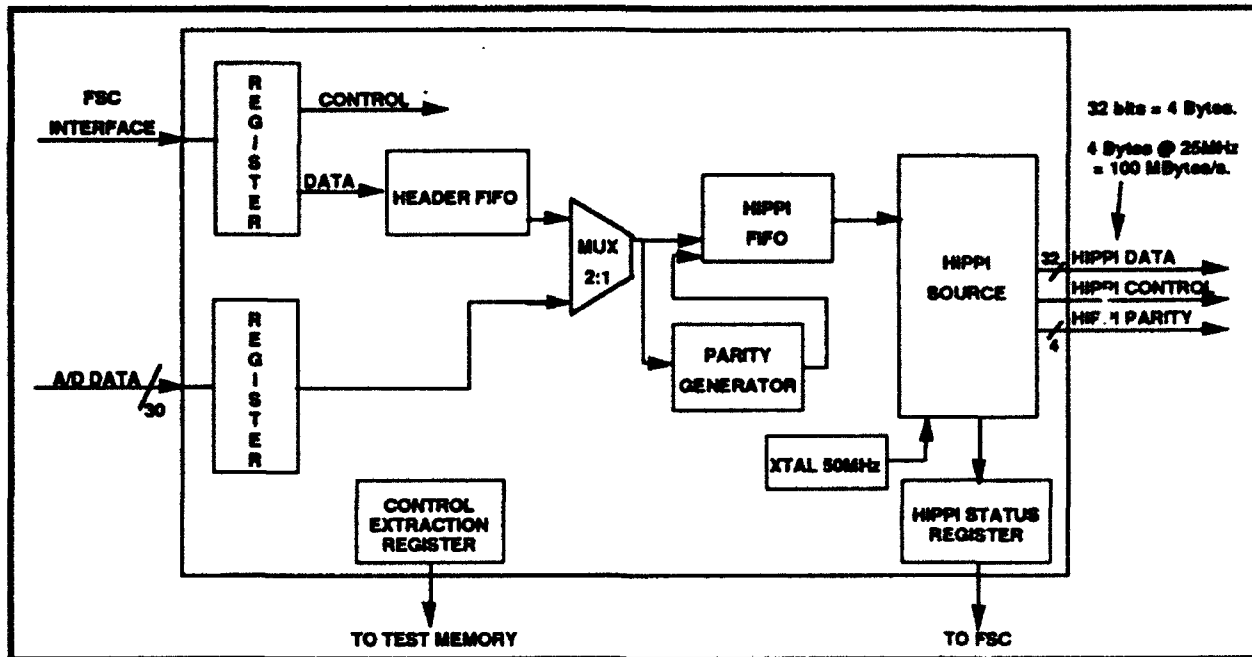 FSC
INTERFACE
REGISTER
CONTROL
DATA
HEADER FIFO
MUX
2:1
HIPPI
FIFO
PARITY
GENERATOR
HIPPI
SOURCE
32 bits = 4 Bytes.
4 Bytes @ 25MHz
= 100 MBytes/s.
32
HIPPI DATA
HIPPI CONTROL
PARITY
4
A/D DATA
30
REGISTER
XTAL 50MHz
CONTROL
EXTRACTION
REGISTER
HIPPI STATUS
REGISTER
TO TEST MEMORY
TO FSC